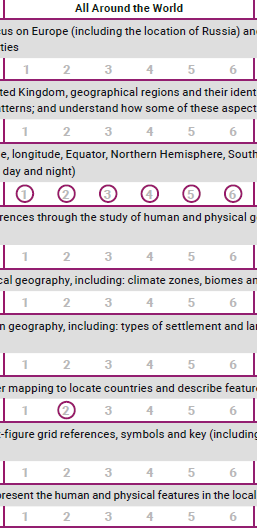 All Around the World
cus on Europe (including the location of Russia) and
ties
1 2 3 4 5 6
ted Kingdom, geographical regions and their ident
atterns; and understand how some of these aspect
1 2 3 4 5 6
e, longitude, Equator, Northern Hemisphere, South
day and night)
1 2 3 4 5 6
rences through the study of human and physical g
1 2 3 4 5 6
cal geography, including: climate zones, biomes an
1 2 3 4 5 6
n geography, including: types of settlement and la
1 2 3 4 5 6
er mapping to locate countries and describe feature
1 2 3 4 5 6
-figure grid references, symbols and key (including
1 2 3 4 5 6
present the human and physical features in the local
1 2 3 4 5 6